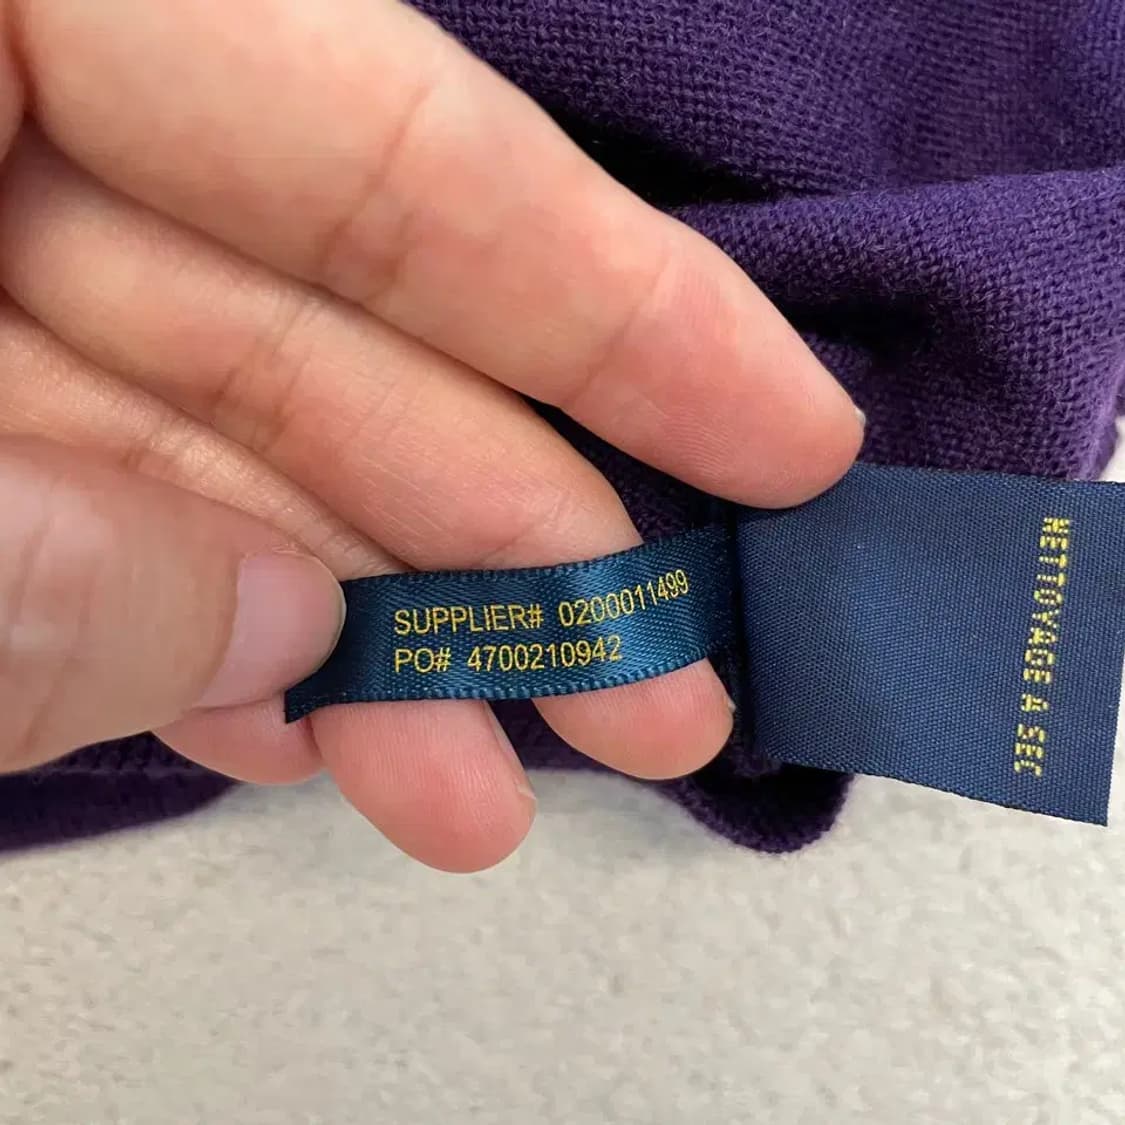 SUPPLIER# 0200011499
PO# 4700210942
NETTOYAGE A SEC